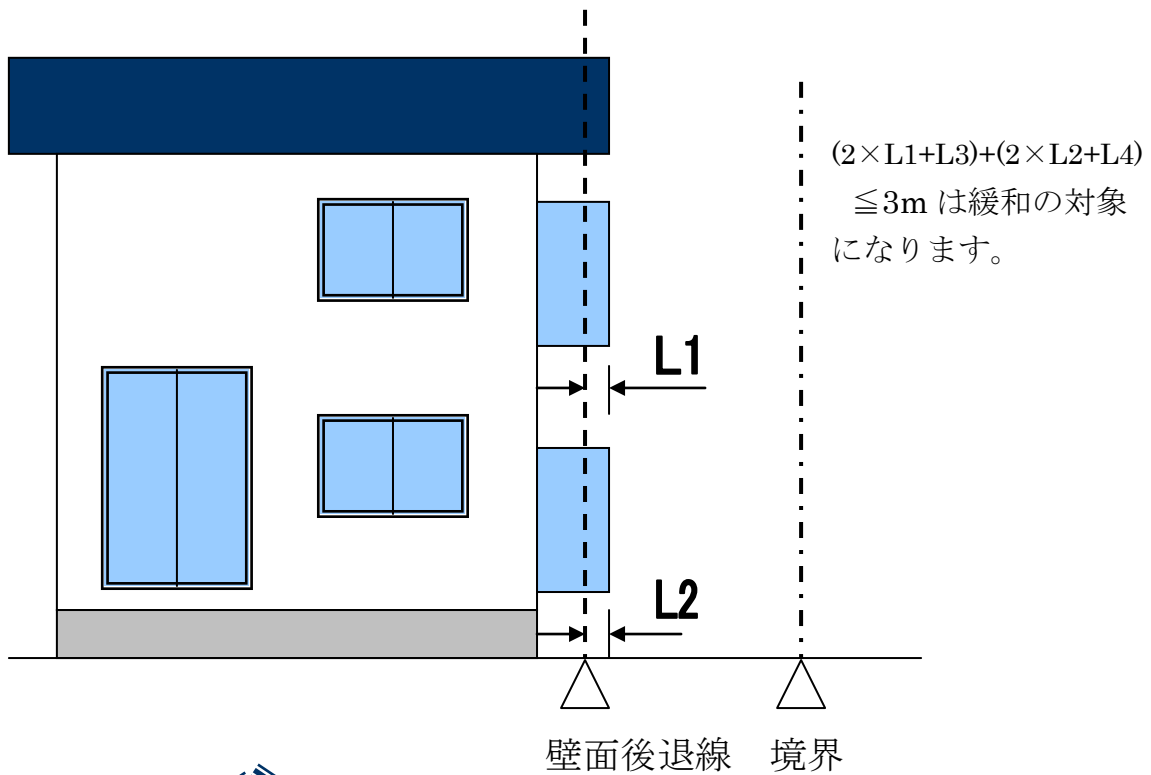 (2×L1+L3)+(2×L2+L4)
≦3m は緩和の対象
になります。
L1
L2
壁面後退線 境界